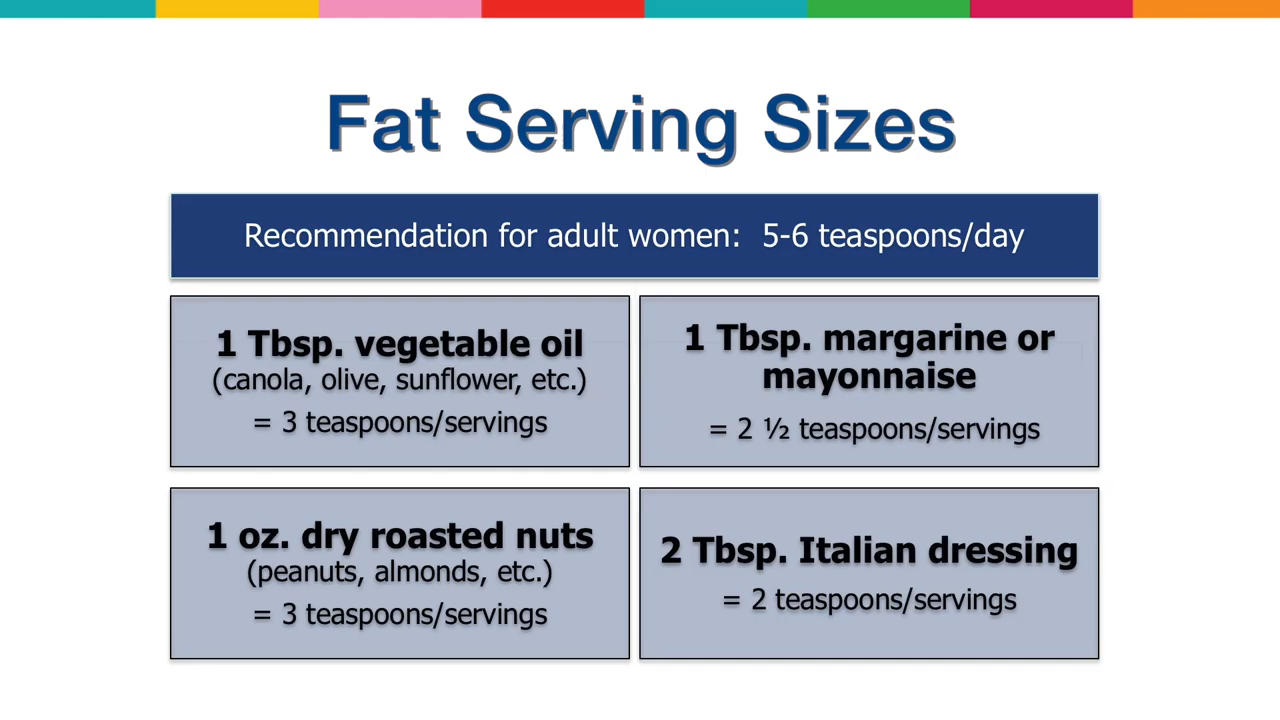 Fat Serving Sizes
Recommendation for adult women:  5-6 teaspoons/day
1 Tbsp. vegetable oil
(canola, olive, sunflower, etc.)
= 3 teaspoons/servings
1 Tbsp. margarine or
mayonnaise
= 2 ½ teaspoons/servings
1 oz. dry roasted nuts
(peanuts, almonds, etc.)
= 3 teaspoons/servings
2 Tbsp. Italian dressing
= 2 teaspoons/servings